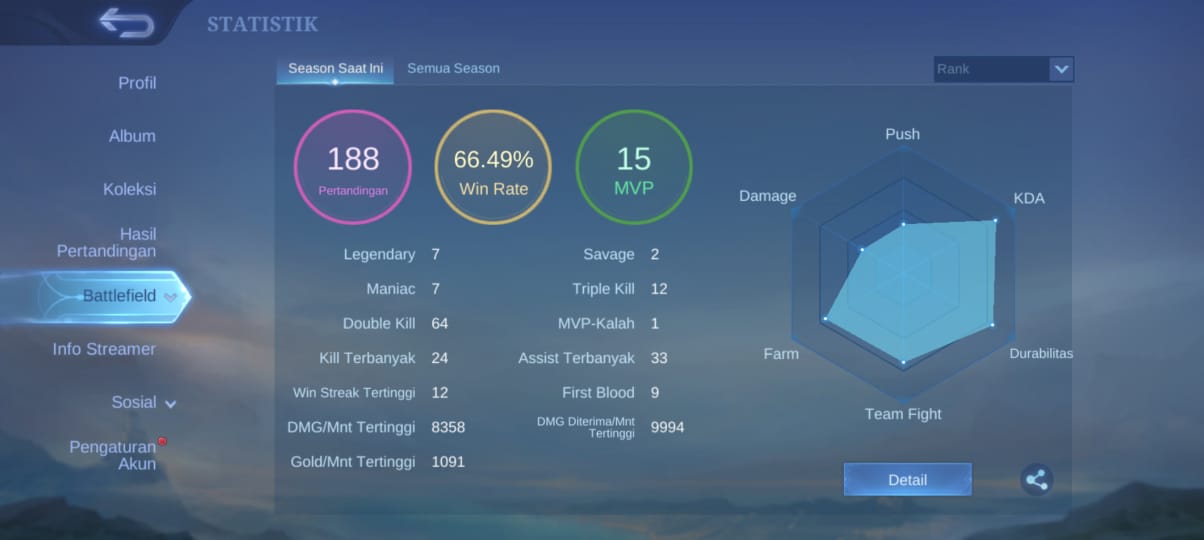 STATISTIK
Profil
Album
Koleksi
Hasil
Pertandingan
Battlefield
Info Streamer
Sosial
Pengaturan
Akun
Season Saat Ini
Semua Season
Rank
188
Pertandingan
66.49%
Win Rate
15
MVP
Legendary 7
Savage 2
Maniac 7
Triple Kill 12
Double Kill 64
MVP-Kalah 1
Kill Terbanyak 24
Assist Terbanyak 33
Win Streak Tertinggi 12
First Blood 9
DMG/Mnt Tertinggi 8358
DMG Diterima/Mnt
Tertinggi 9994
Gold/Mnt Tertinggi 1091
Push
Damage
KDA
Farm
Durabilitas
Team Fight
Detail